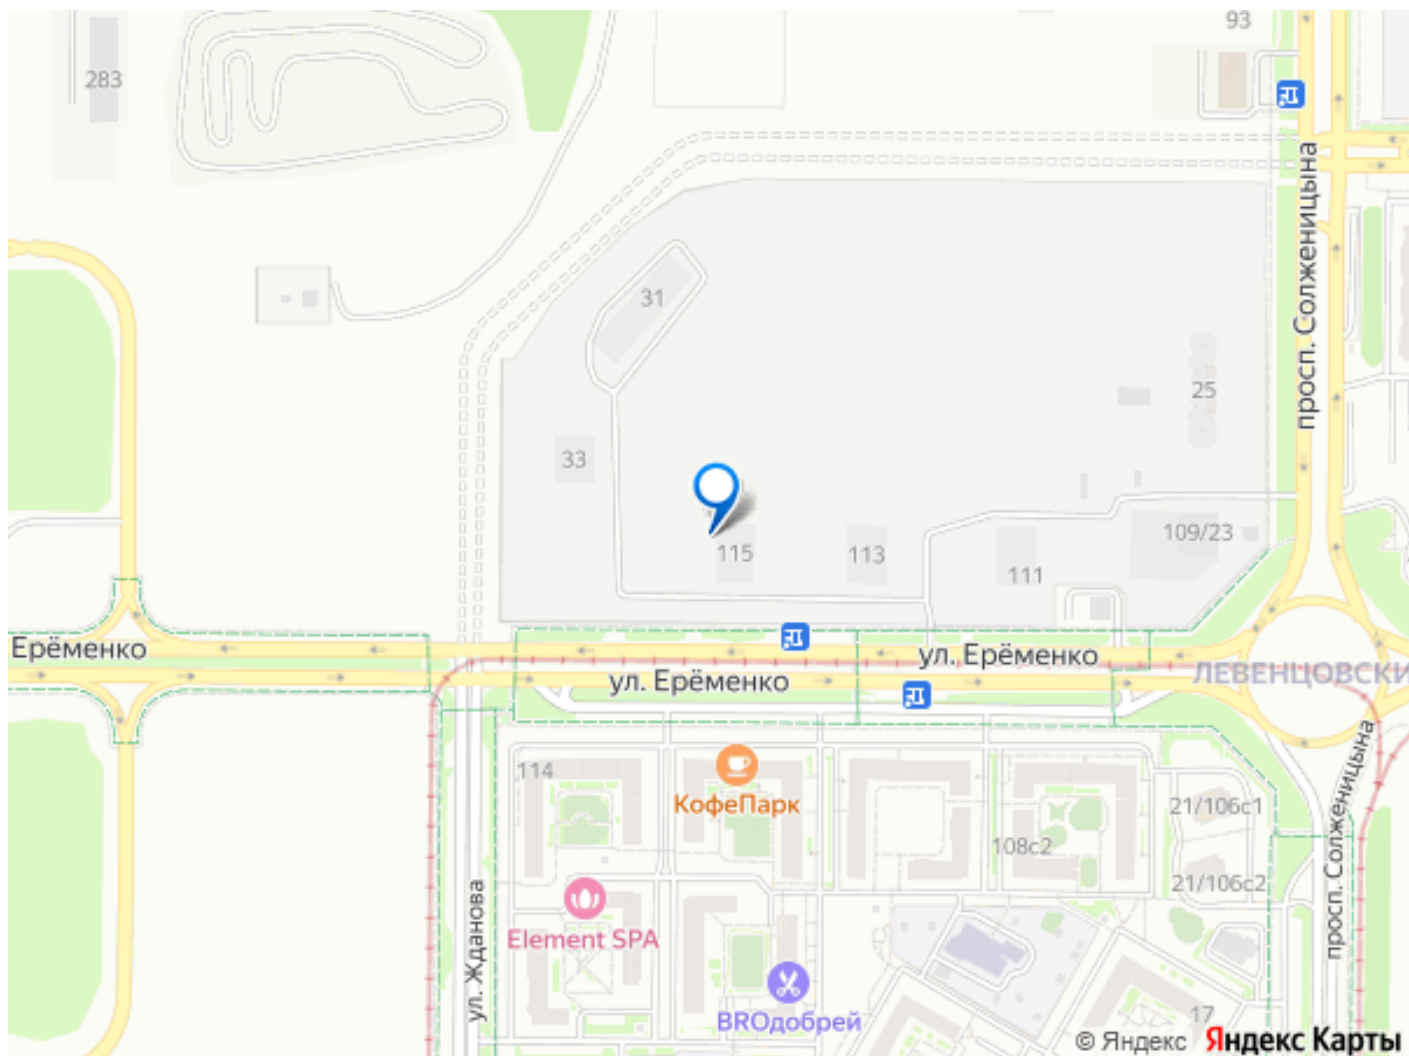 93
283
просп. Солженицына
31
25
33
109/23
115
113
111
Ерёменко
ул. Ерёменко
ЛЕВЕНЦОВСКИ
ул. Ерёменко
просп. Солженицына
114
КофеПарк
21/106с1
108с2
21/106с2
ул. Жданова
Element SPA
17
BROдобрей
© Яндекс Яндекс Карты